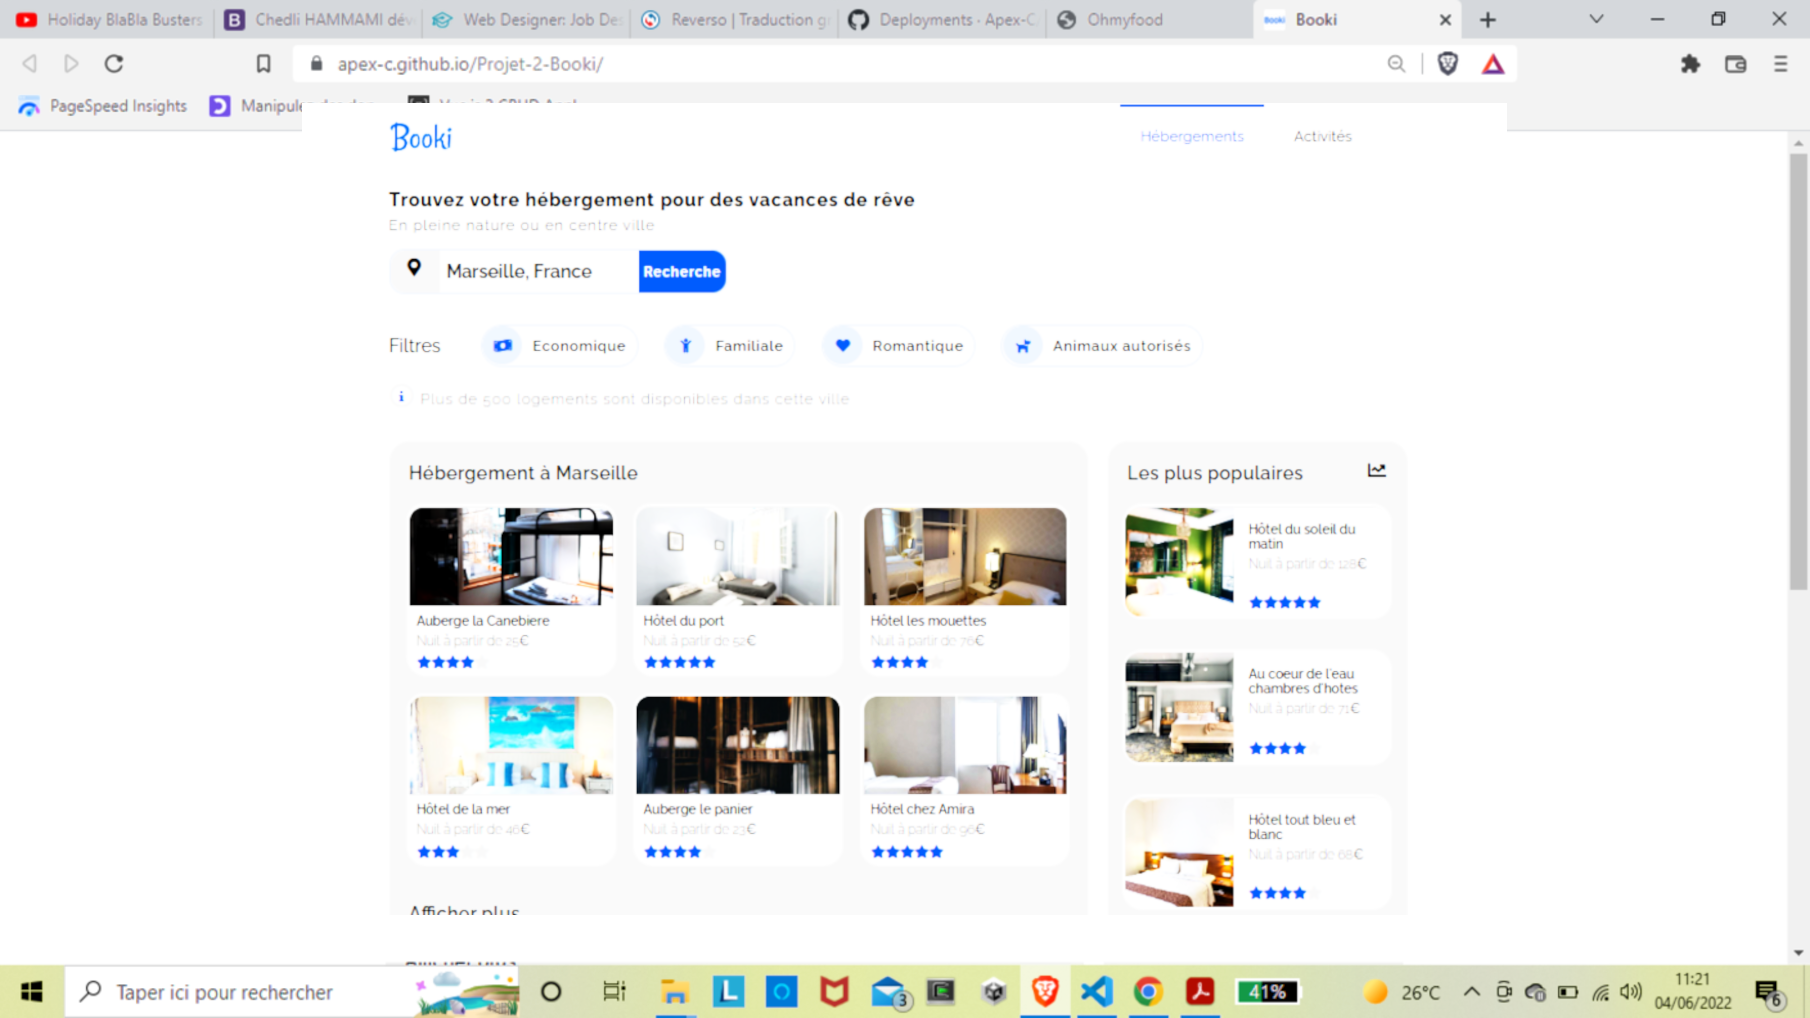 Holiday BlaBla Busters
Chedli HAMMAMI dév
Web Designer: Job De
Reverso | Traduction g
Deployments · Apex-C
Ohmyfood
Booki Booki
apex-c.github.io/Projet-2-Booki/
PageSpeed Insights
Booki
Hébergements
Activités
Trouvez votre hébergement pour des vacances de rêve
En pleine nature ou en centre ville
Marseille, France
Recherche
Filtres
Economique
Familiale
Romantique
Animaux autorisés
i Plus de 500 logements sont disponibles dans cette ville
Hébergement à Marseille
Auberge la Canebiere
Nuit à partir de 25€
Hôtel du port
Nuit à partir de 52€
Hôtel les mouettes
Nuit à partir de 76€
Hôtel de la mer
Nuit à partir de 46€
Auberge le panier
Nuit à partir de 23€
Hôtel chez Amira
Nuit à partir de 96€
Afficher plus
Les plus populaires
Hôtel du soleil du
matin
Nuit à partir de 128€
Au coeur de l'eau
chambres d'hotes
Nuit à partir de 71€
Hôtel tout bleu et
blanc
Nuit à partir de 68€
Taper ici pour rechercher
L
3
41%
26°C
11:21
04/06/2022
6